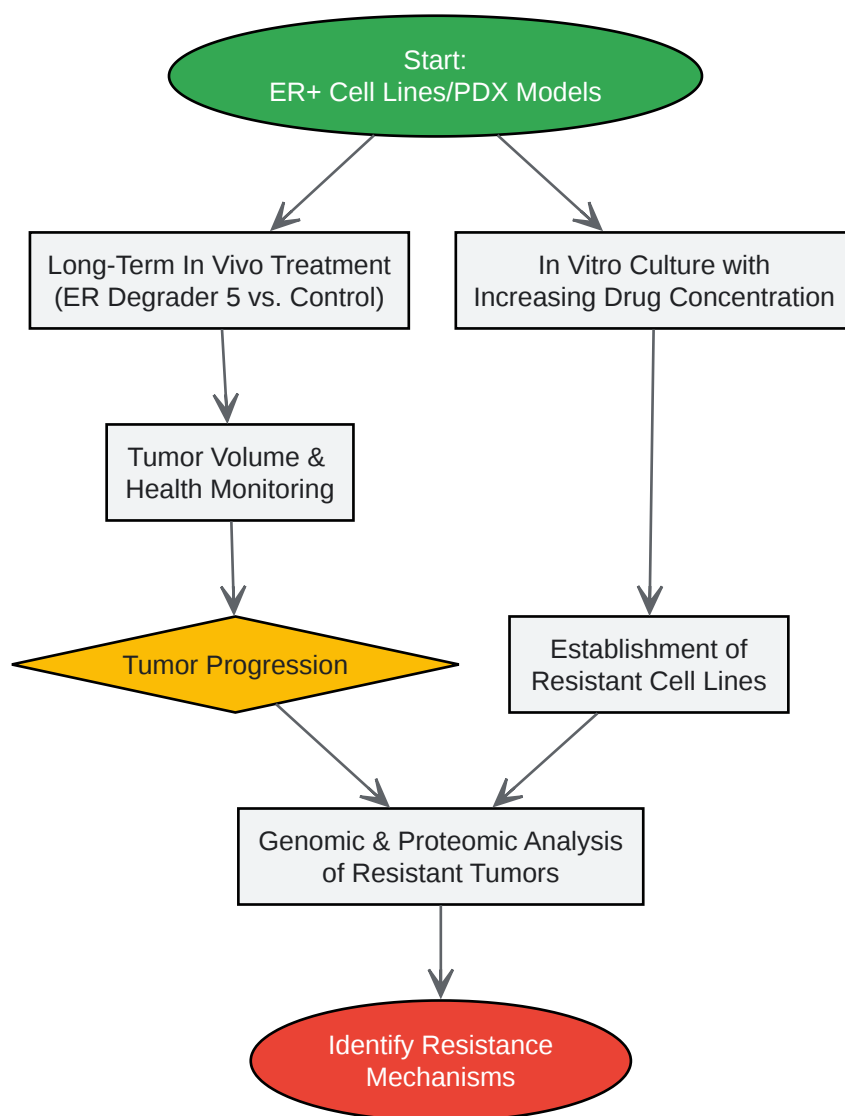 Start:
ER+ Cell Lines/PDX Models
Long-Term In Vivo Treatment
(ER Degrader 5 vs. Control)
In Vitro Culture with
Increasing Drug Concentration
Tumor Volume &
Health Monitoring
Tumor Progression
Establishment of
Resistant Cell Lines
Genomic & Proteomic Analysis
of Resistant Tumors
Identify Resistance
Mechanisms